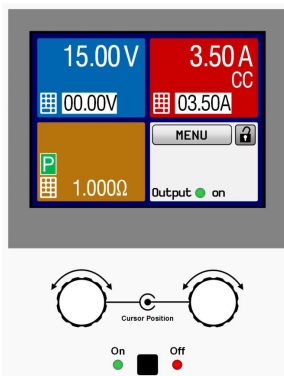 15.00 V
3.50 A
CC
00.00V
03.50A
P
1.000Ω
MENU
Output on
Cursor Position
On Off